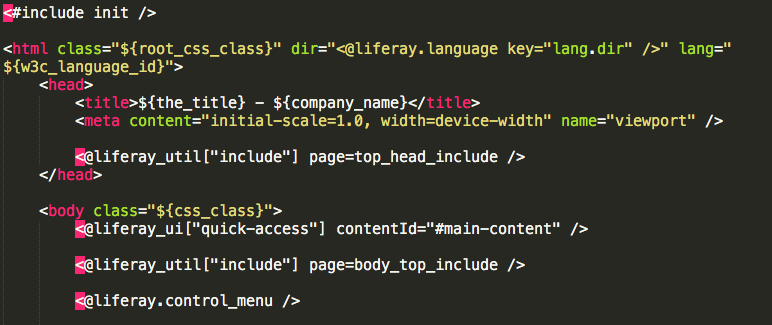 <#include init />
<html class="${root_css_class}" dir="<@liferay.language key="lang.dir" />" lang="
${w3c_language_id}">
<head>
<title>${the_title} - ${company_name}</title>
<meta content="initial-scale=1.0, width=device-width" name="viewport" />
<@liferay_util["include"] page=top_head_include />
</head>
<body class="${css_class}">
<@liferay_ui["quick-access"] contentId="#main-content" />
<@liferay_util["include"] page=body_top_include />
<@liferay.control_menu />